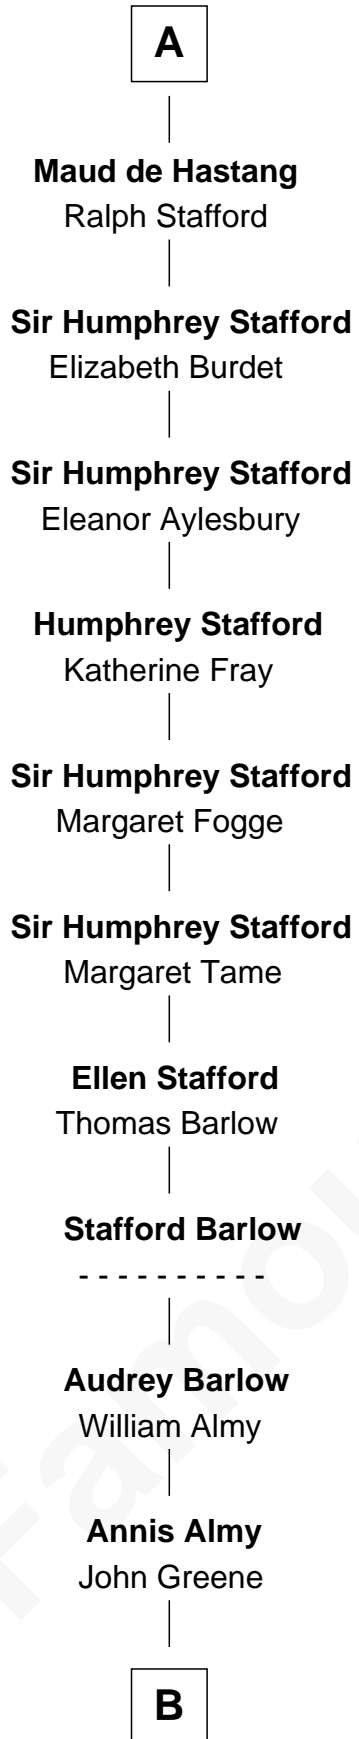 A
Maud de Hastang
Ralph Stafford
Sir Humphrey Stafford
Elizabeth Burdet
Sir Humphrey Stafford
Eleanor Aylesbury
Humphrey Stafford
Katherine Fray
Sir Humphrey Stafford
Margaret Fogge
Sir Humphrey Stafford
Margaret Tame
Ellen Stafford
Thomas Barlow
Stafford Barlow
- - - - - - - - - -
Audrey Barlow
William Almy
Annis Almy
John Greene
B